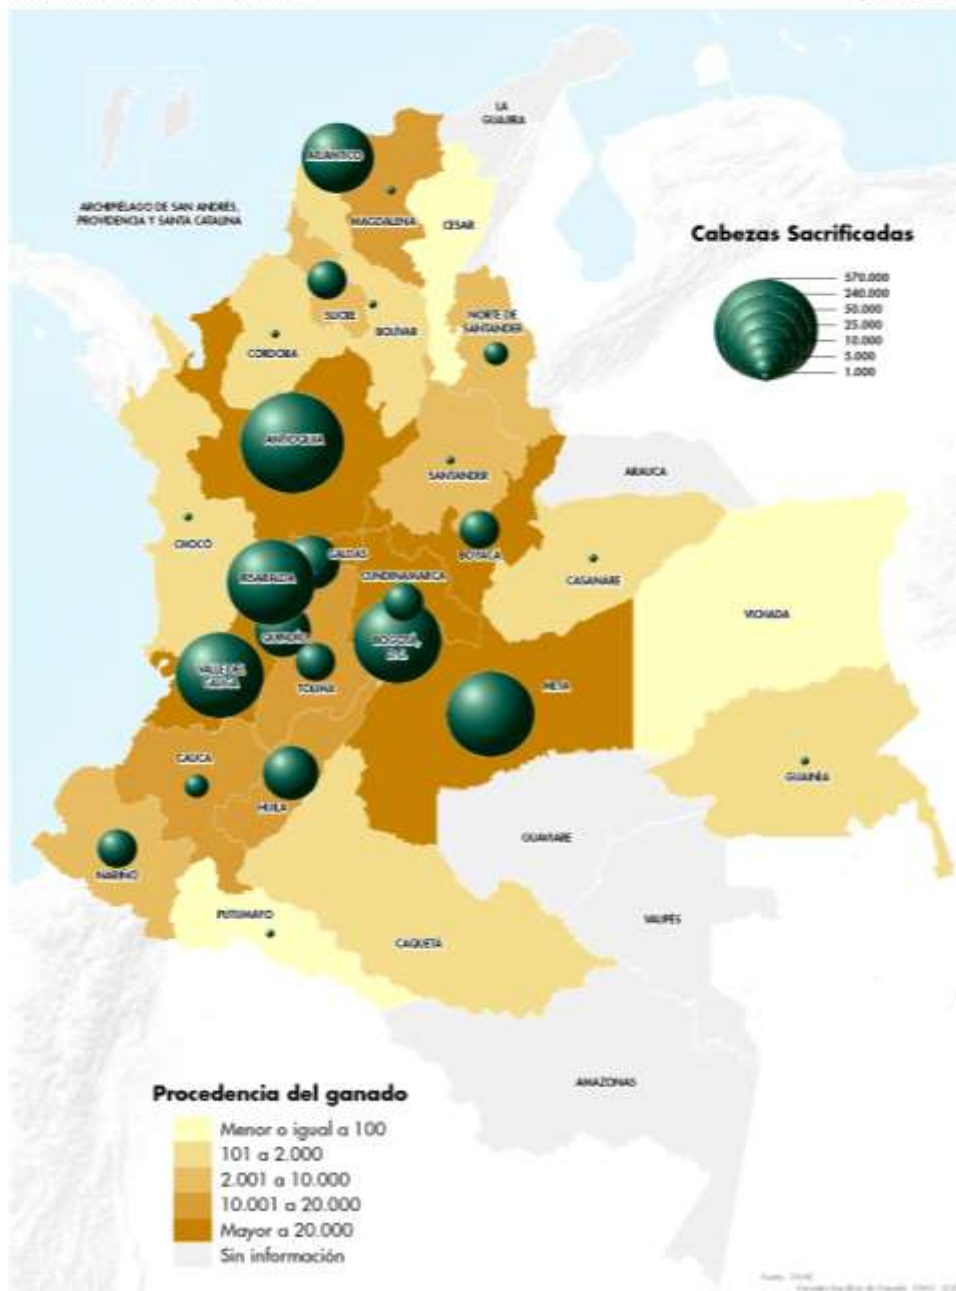 LA
GUAJIRA
ATLÁNTICO
ARCHIPIÉLAGO DE SAN ANDRÉS,
PROVIDENCIA Y SANTA CATALINA
MAGDALENA
CESAR
Cabezas Sacrificadas
570.000
240.000
50.000
25.000
10.000
5.000
1.000
SUCRE
BOLÍVAR
NORTE DE
SANTANDER
CÓRDOBA
ANTIOQUIA
SANTANDER
ARAUCA
CHOCÓ
CALDAS
BOYACÁ
CUNDINAMARCA
CASANARE
RISARALDA
VICHADA
QUINDÍO
BOGOTÁ,
D.C.
VALLE DEL
CAUCA
TOLIMA
META
CAUCA
GUAINÍA
HUILA
GUAVIARE
NARIÑO
PUTUMAYO
VAUPÉS
CAQUETÁ
AMAZONAS
Procedencia del ganado
Menor o igual a 100
101 a 2.000
2.001 a 10.000
10.001 a 20.000
Mayor a 20.000
Sin información